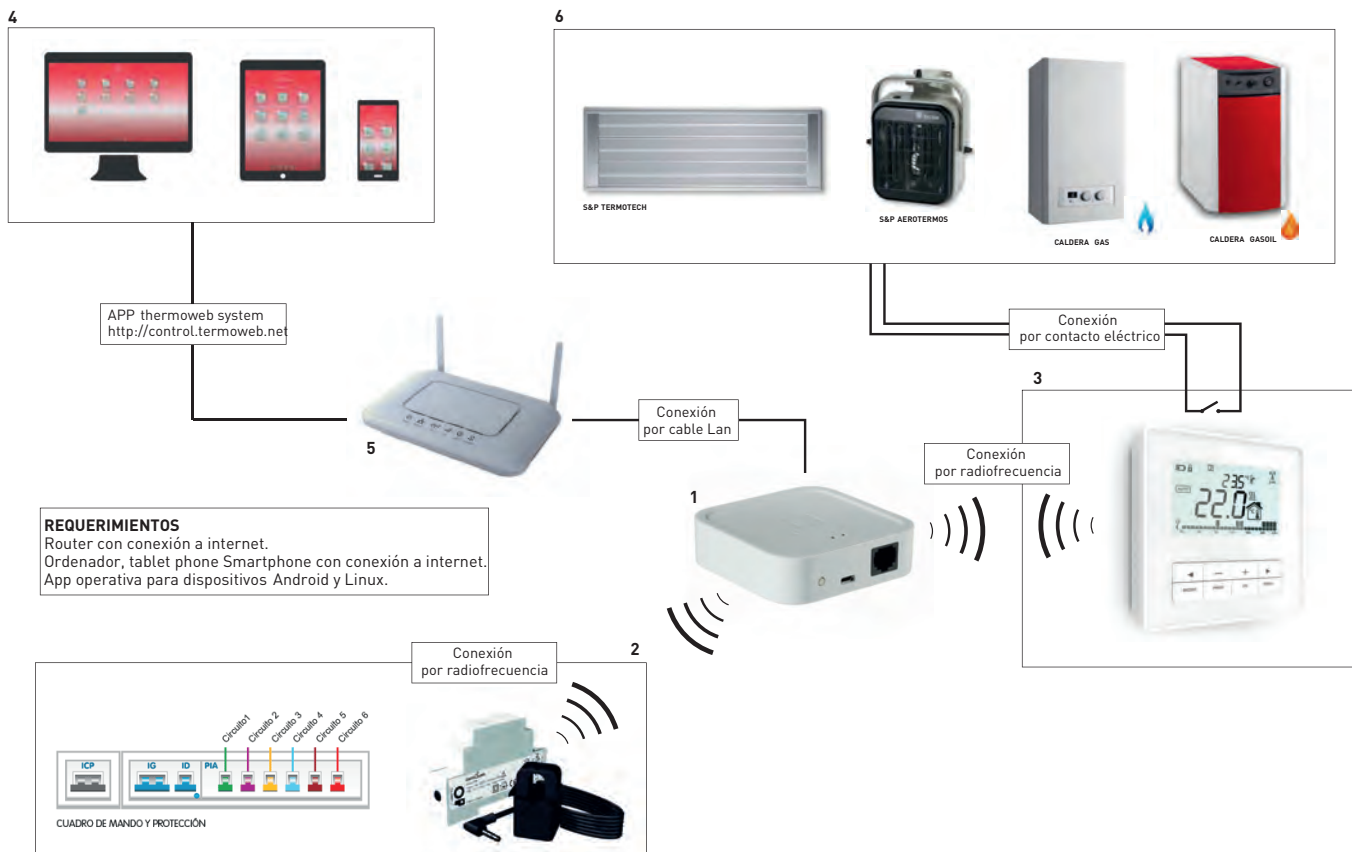 4
6
S&P TERMOTECH
S&P AEROTERMOS
CALDERA GAS
CALDERA GASOIL
APP thermoweb system
http://control.termoweb.net
Conexión
por contacto eléctrico
3
5
Conexión
por cable Lan
Conexión
por radiofrecuencia
1
23.5
22.0
REQUERIMIENTOS
Router con conexión a internet.
Ordenador, tablet phone Smartphone con conexión a internet.
App operativa para dispositivos Android y Linux.
2
Conexión
por radiofrecuencia
Circuito1
Circuito 2
Circuito 3
Circuito 4
Circuito 5
Circuito 6
ICP
IG
ID
PIA
CUADRO DE MANDO Y PROTECCIÓN